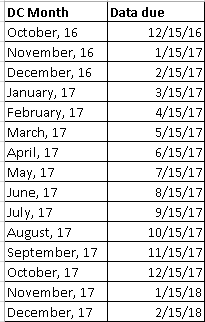 DC Month Data due
October, 16 12/15/16
November, 16 1/15/17
December, 16 2/15/17
January, 17 3/15/17
February, 17 4/15/17
March, 17 5/15/17
April, 17 6/15/17
May, 17 7/15/17
June, 17 8/15/17
July, 17 9/15/17
August, 17 10/15/17
September, 17 11/15/17
October, 17 12/15/17
November, 17 1/15/18
December, 17 2/15/18